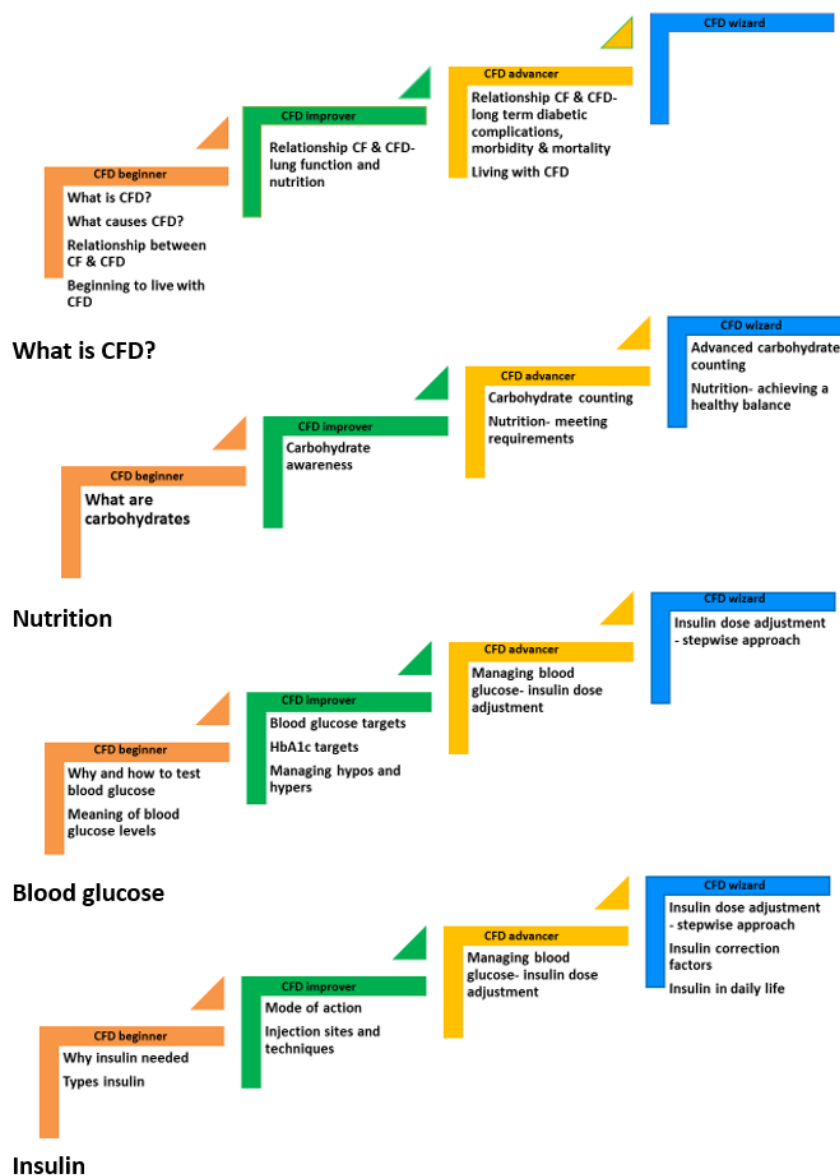 CFD beginner
What is CFD?
What causes CFD?
Relationship between
CF & CFD
Beginning to live with
CFD
CFD improver
Relationship CF & CFD-
lung function and
nutrition
CFD advancer
Relationship CF & CFD-
long term diabetic
complications,
morbidity & mortality
Living with CFD
CFD wizard
What is CFD?
CFD beginner
What are
carbohydrates
CFD improver
Carbohydrate
awareness
CFD advancer
Carbohydrate counting
Nutrition- meeting
requirements
CFD wizard
Advanced carbohydrate
counting
Nutrition- achieving a
healthy balance
Nutrition
CFD beginner
Why and how to test
blood glucose
Meaning of blood
glucose levels
CFD improver
Blood glucose targets
HbA1c targets
Managing hypos and
hypers
CFD advancer
Managing blood
glucose- insulin dose
adjustment
CFD wizard
Insulin dose adjustment
- stepwise approach
Blood glucose
CFD beginner
Why insulin needed
Types insulin
CFD improver
Mode of action
Injection sites and
techniques
CFD advancer
Managing blood
glucose- insulin dose
adjustment
CFD wizard
Insulin dose adjustment
- stepwise approach
Insulin correction
factors
Insulin in daily life
Insulin